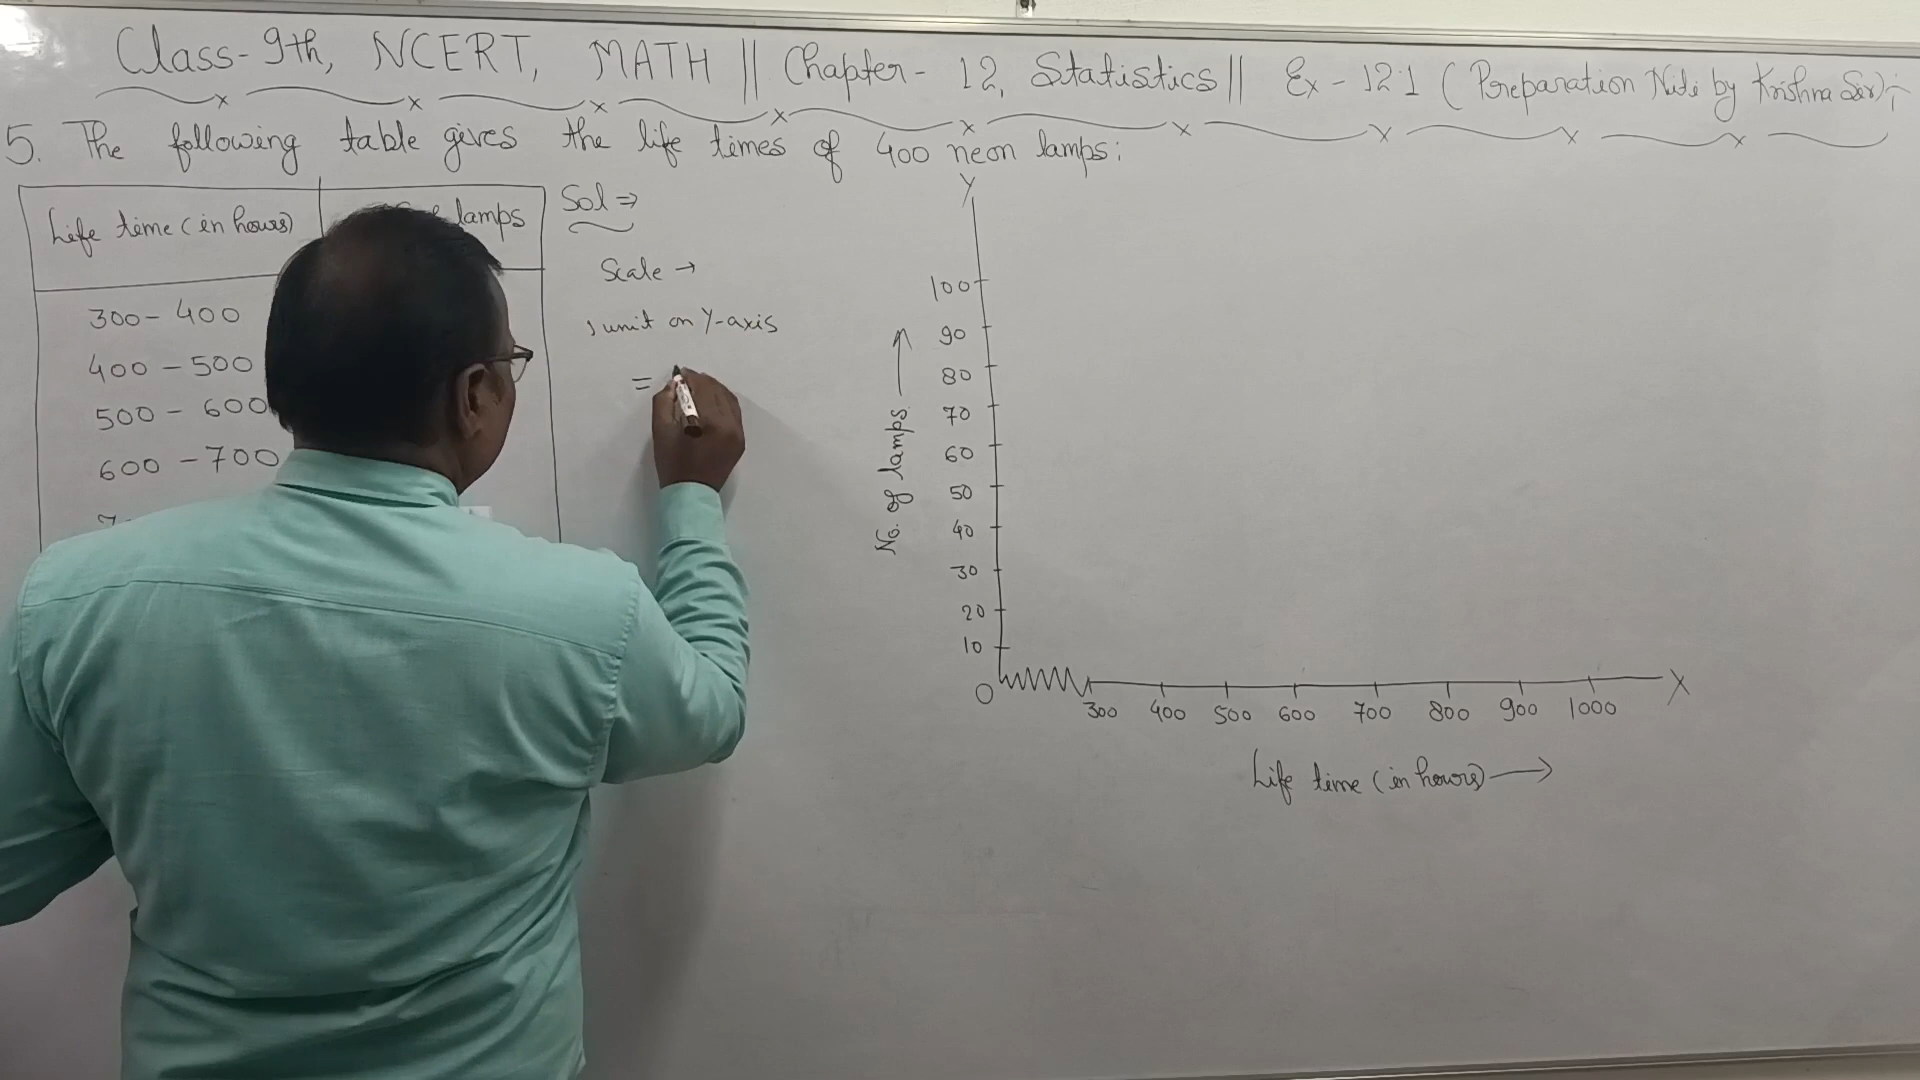 Class-9th, NCERT, MATH || Chapter-12, Statistics || Ex-12.1 (Preparation Niti by Krishna Sir);
5. The following table gives the life times of 400 neon lamps:
Life time (in hours) lamps
300-400
400-500
500-600
600-700
Sol ⇒
Scale →
1 unit on Y-axis
=
Y
100
90
80
70
60
50
40
30
20
10
O
No. of lamps →
300 400 500 600 700 800 900 1000 X
Life time (in hours) →